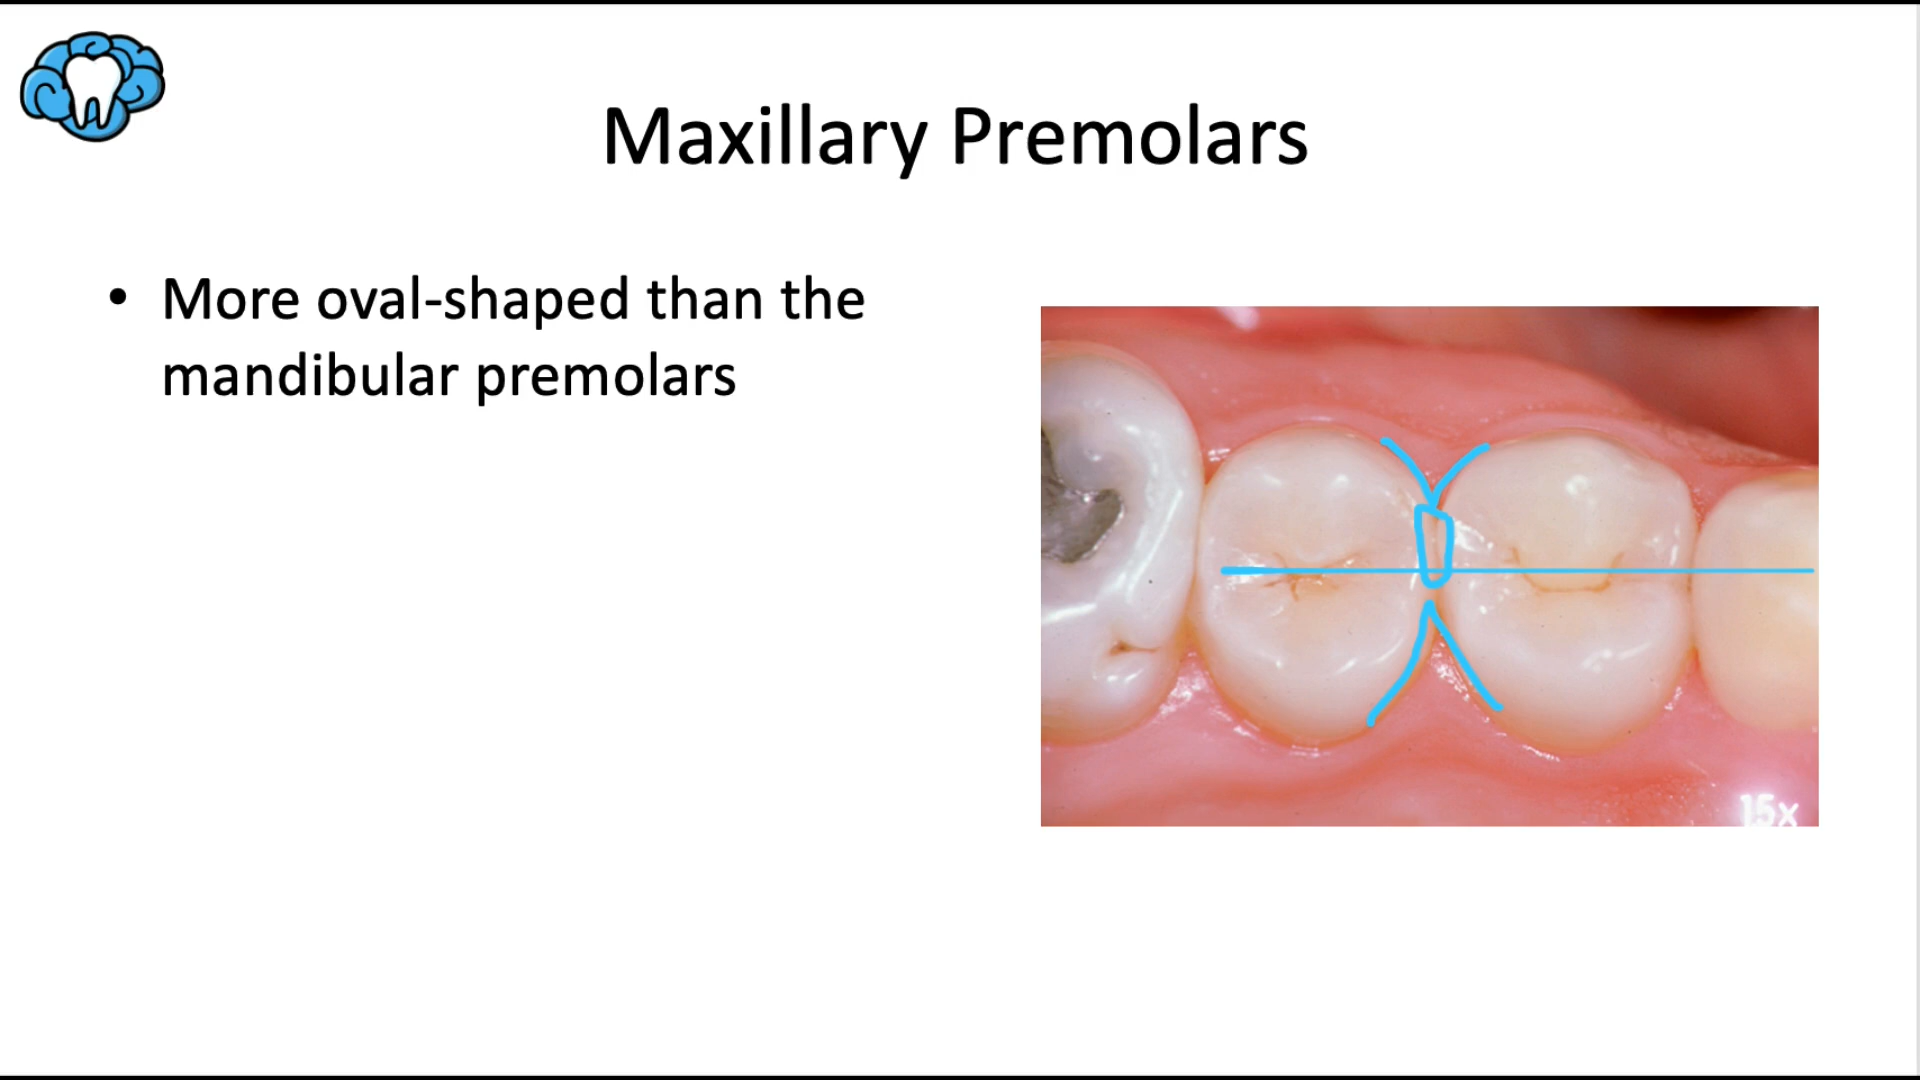 Maxillary Premolars
• More oval-shaped than the
mandibular premolars
15x